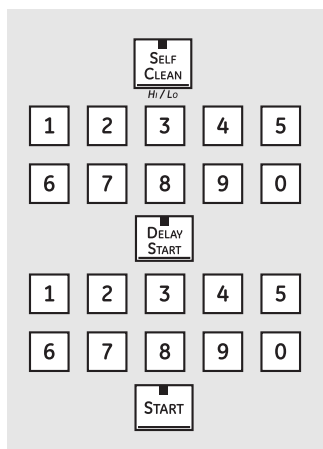 SELF
CLEAN
HI / LO
1 2 3 4 5
6 7 8 9 0
DELAY
START
1 2 3 4 5
6 7 8 9 0
START